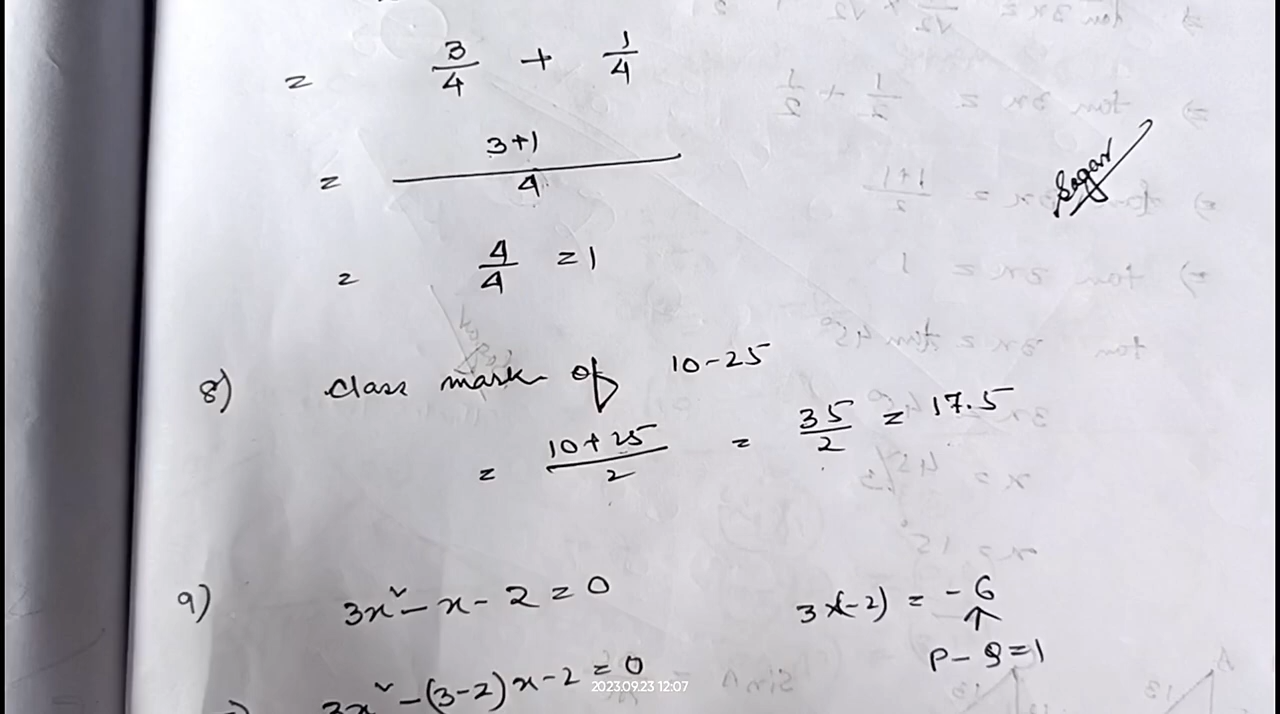 = 3/4 + 1/4
= (3+1)/4
Sagar
= 4/4 = 1
8) class mark of 10-25
= (10+25)/2 = 35/2 = 17.5
9) 3x² - x - 2 = 0 3x(-2) = -6
P - Q = 1
3x² - (3-2)x - 2 = 0
2023.09.23 12:07